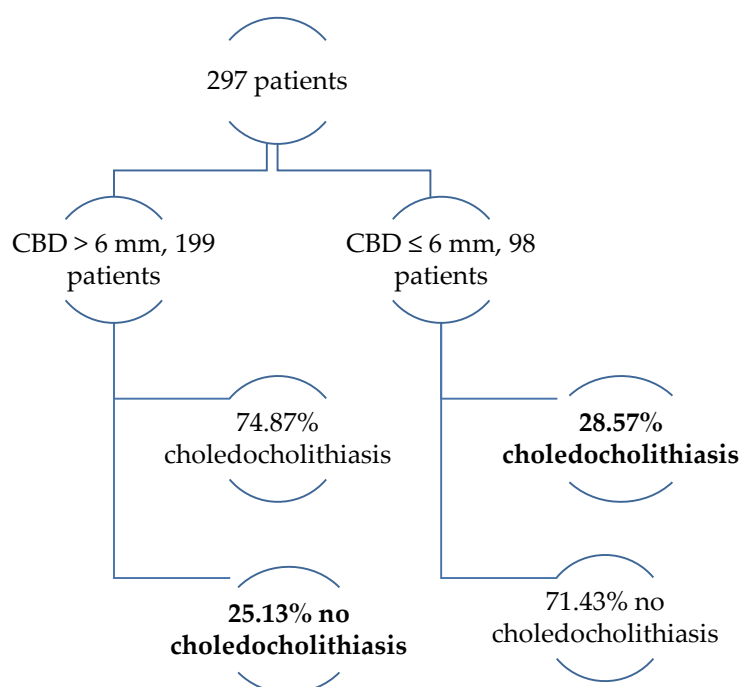 297 patients
CBD > 6 mm, 199
patients
CBD ≤ 6 mm, 98
patients
74.87%
choledocholithiasis
28.57%
choledocholithiasis
25.13% no
choledocholithiasis
71.43% no
choledocholithiasis